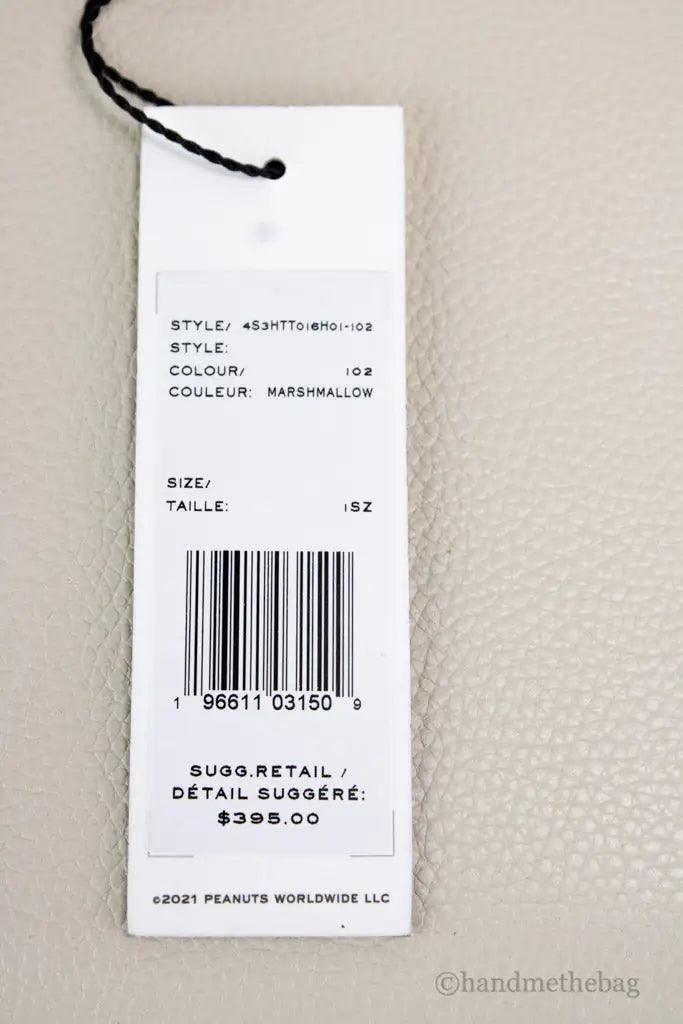 STYLE/ 4S3HTT016H01-102
STYLE:
COLOUR/ 102
COULEUR: MARSHMALLOW
SIZE/
TAILLE: 1SZ
1 96611 03150 9
SUGG.RETAIL /
DÉTAIL SUGGÉRÉ:
$395.00
©2021 PEANUTS WORLDWIDE LLC
©handmethebag